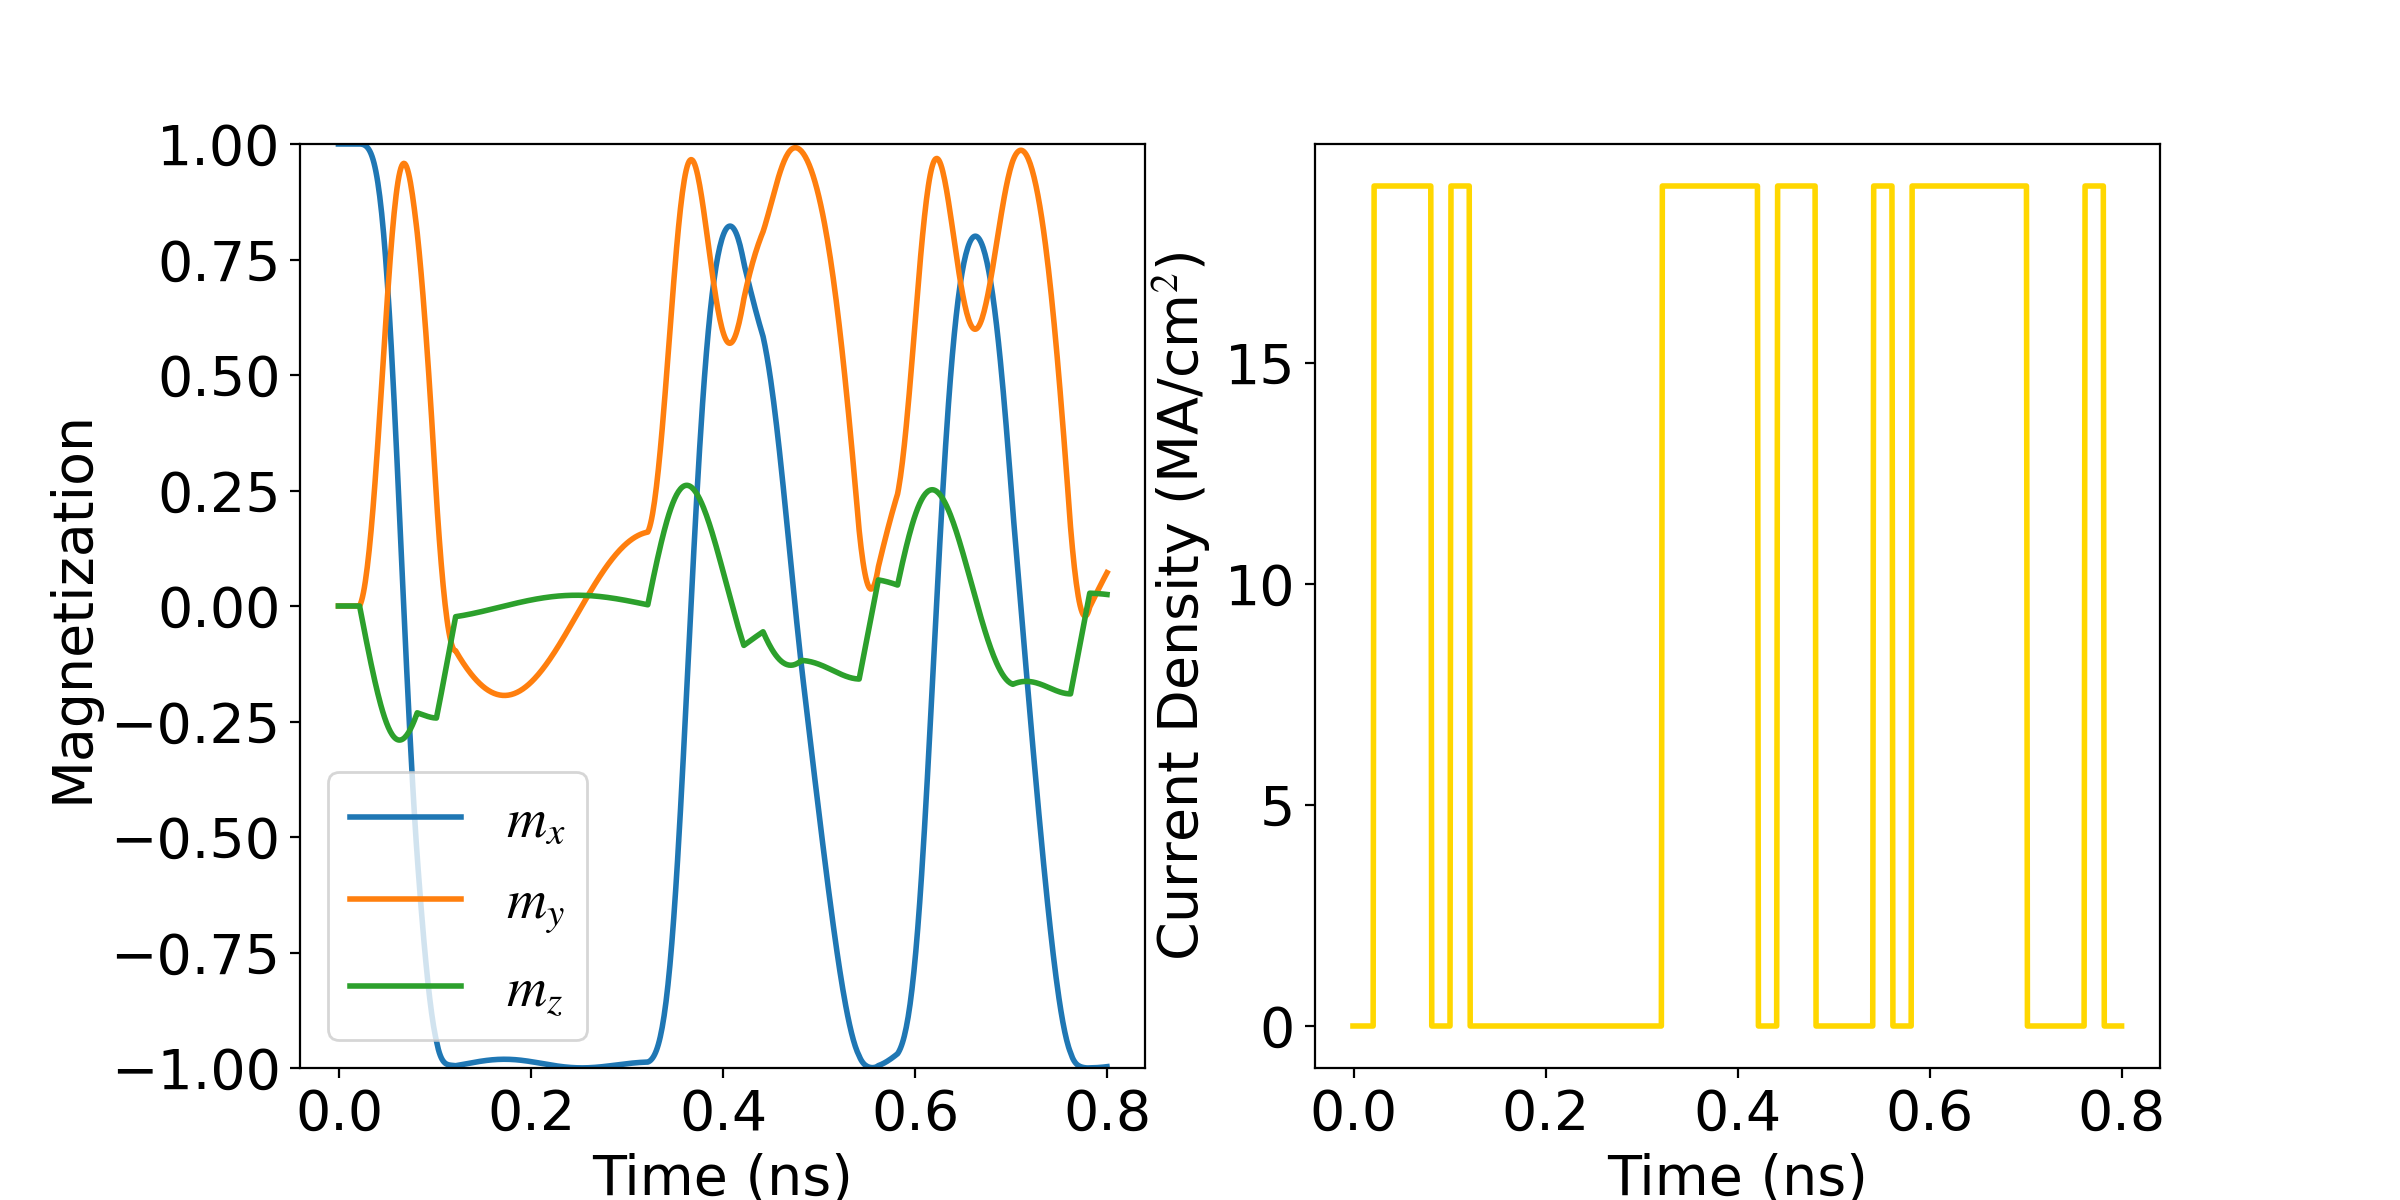 Magnetization
1.00
0.75
0.50
0.25
0.00
−0.25
−0.50
−0.75
−1.00
m_x
m_y
m_z
0.0 0.2 0.4 0.6 0.8
Time (ns)
Current Density (MA/cm²)
15
10
5
0
0.0 0.2 0.4 0.6 0.8
Time (ns)